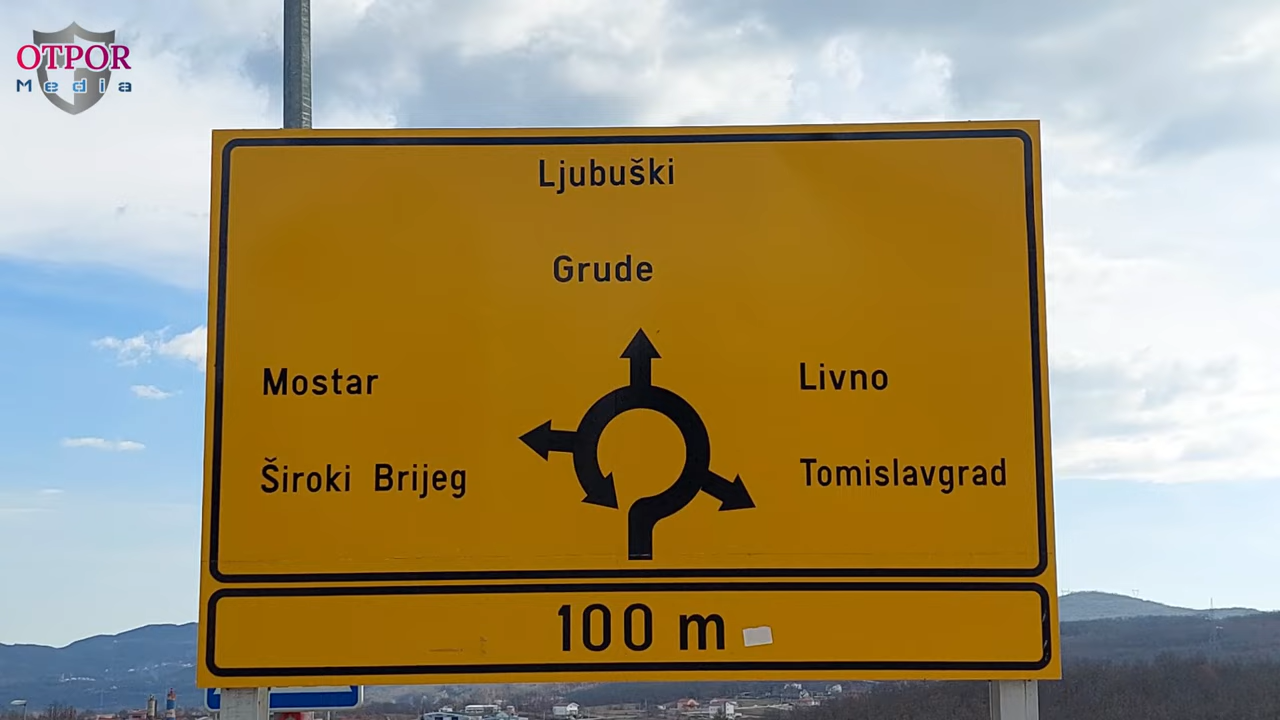 OTPOR
Media
Ljubuški
Grude
Mostar
Livno
Široki Brijeg
Tomislavgrad
100 m